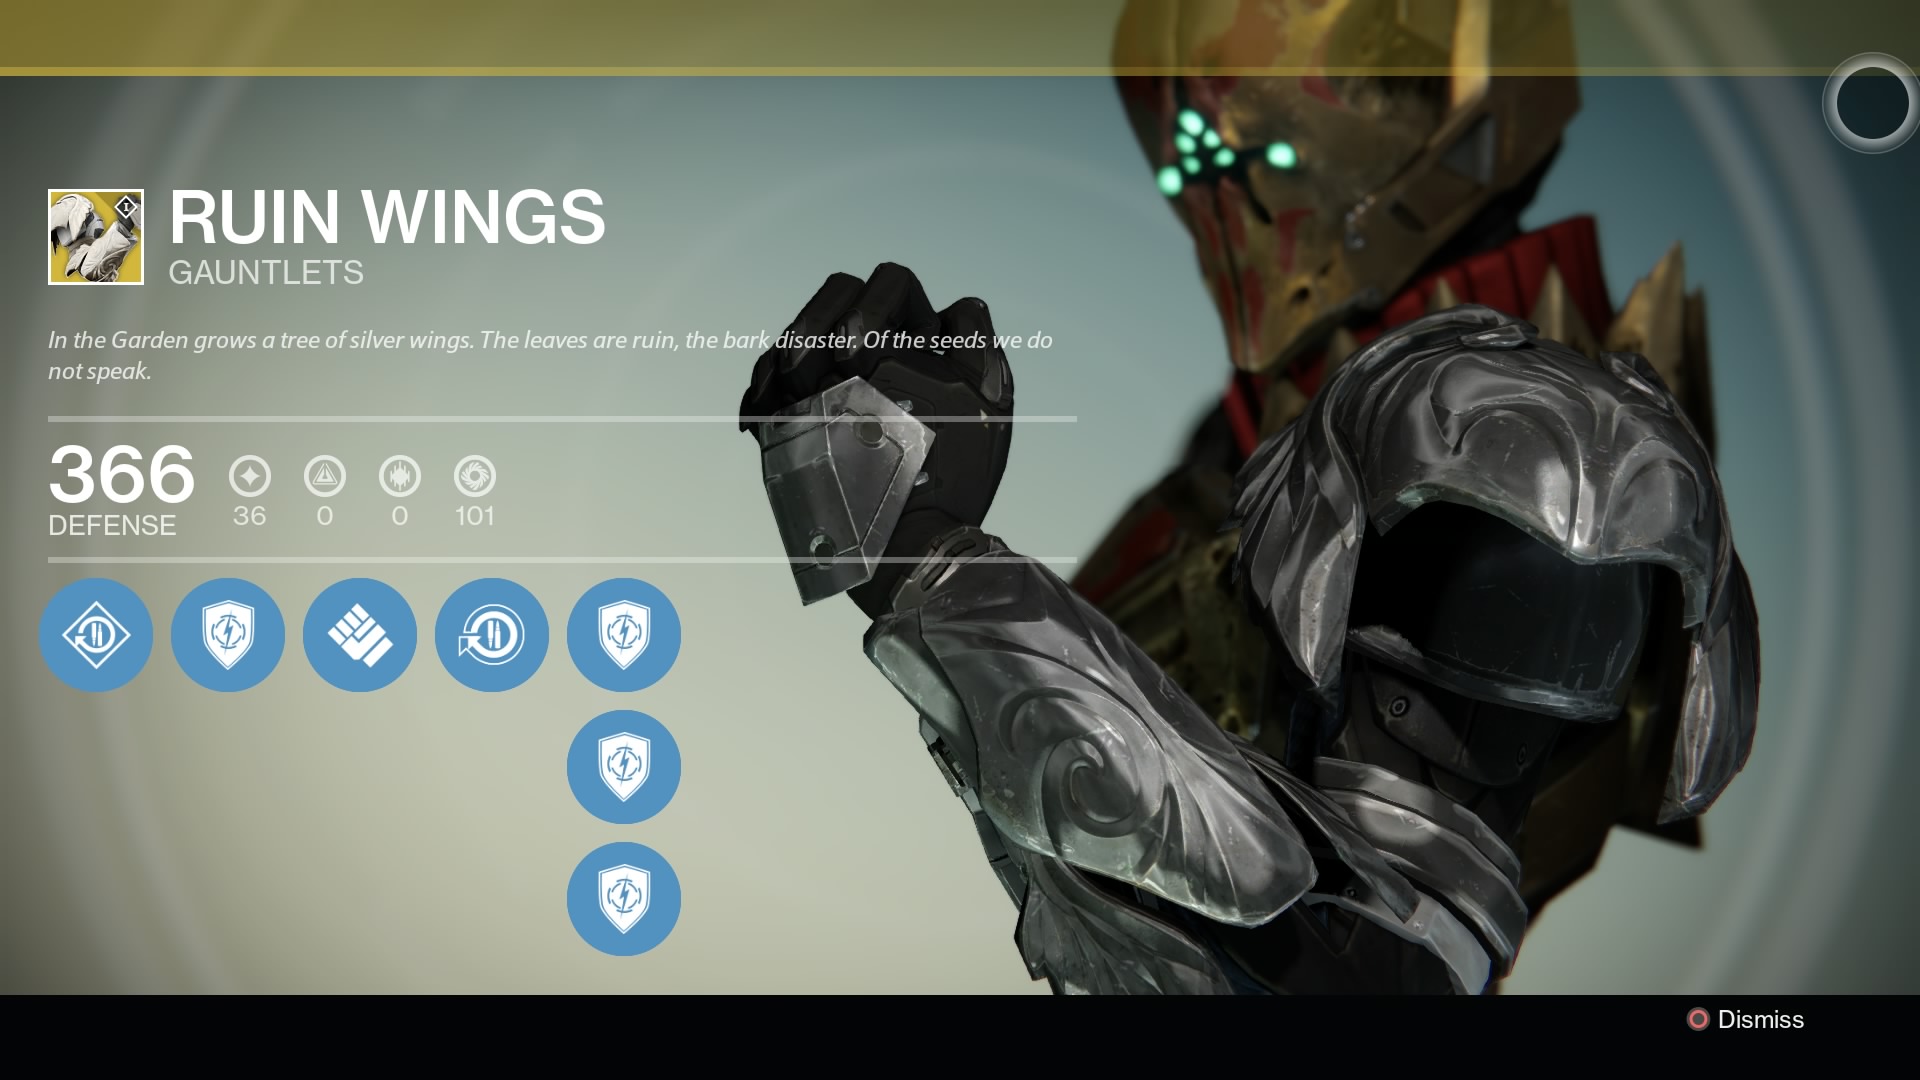 RUIN WINGS
GAUNTLETS
In the Garden grows a tree of silver wings. The leaves are ruin, the bark disaster. Of the seeds we do
not speak.
366
DEFENSE
36 0 0 101
Dismiss